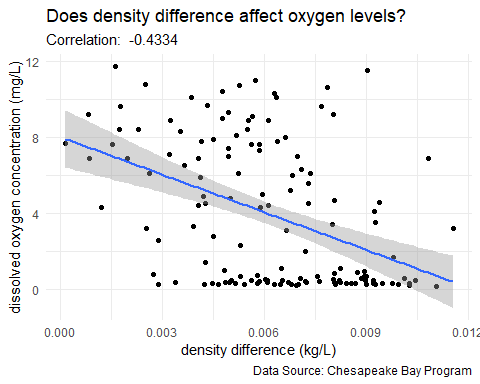 Does density difference affect oxygen levels?
Correlation:  -0.4334
dissolved oxygen concentration (mg/L)
12
8
4
0
0.000
0.003
0.006
0.009
0.012
density difference (kg/L)
Data Source: Chesapeake Bay Program